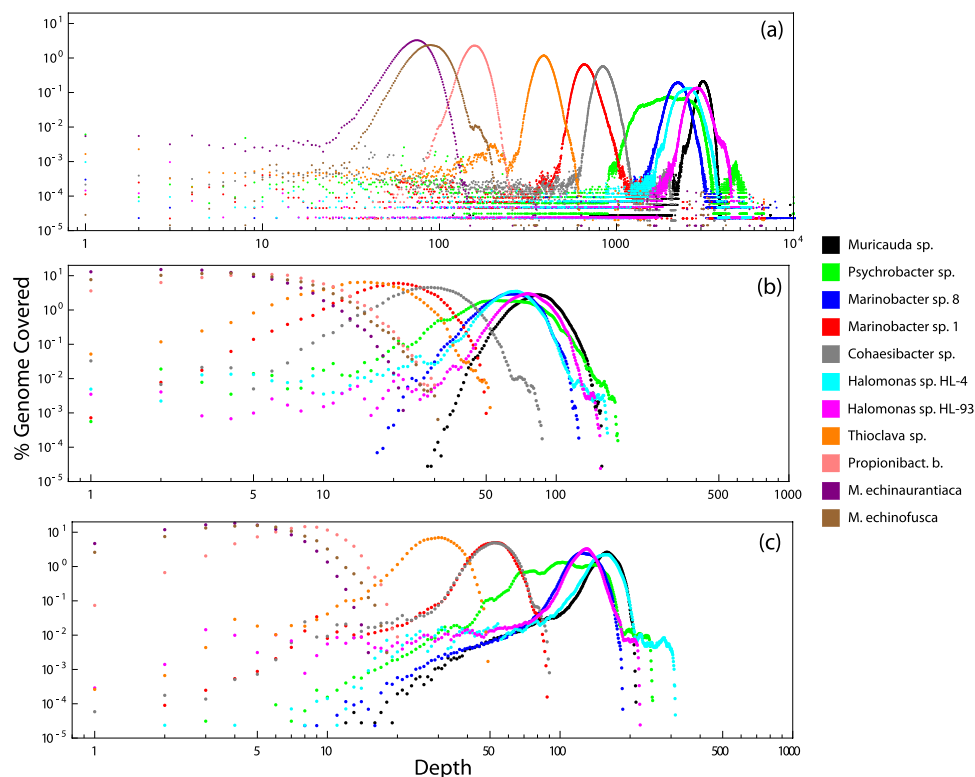 (a)
10¹
10⁰
10⁻¹
10⁻²
10⁻³
10⁻⁴
10⁻⁵
1
10
100
1000
10⁴
(b)
10¹
10⁰
10⁻¹
10⁻²
10⁻³
10⁻⁴
10⁻⁵
1
5
10
50
100
500
1000
% Genome Covered
(c)
10¹
10⁰
10⁻¹
10⁻²
10⁻³
10⁻⁴
10⁻⁵
1
5
10
50
100
500
1000
Depth
Muricauda sp.
Psychrobacter sp.
Marinobacter sp. 8
Marinobacter sp. 1
Cohaesibacter sp.
Halomonas sp. HL-4
Halomonas sp. HL-93
Thioclava sp.
Propionibact. b.
M. echinaurantiaca
M. echinofusca